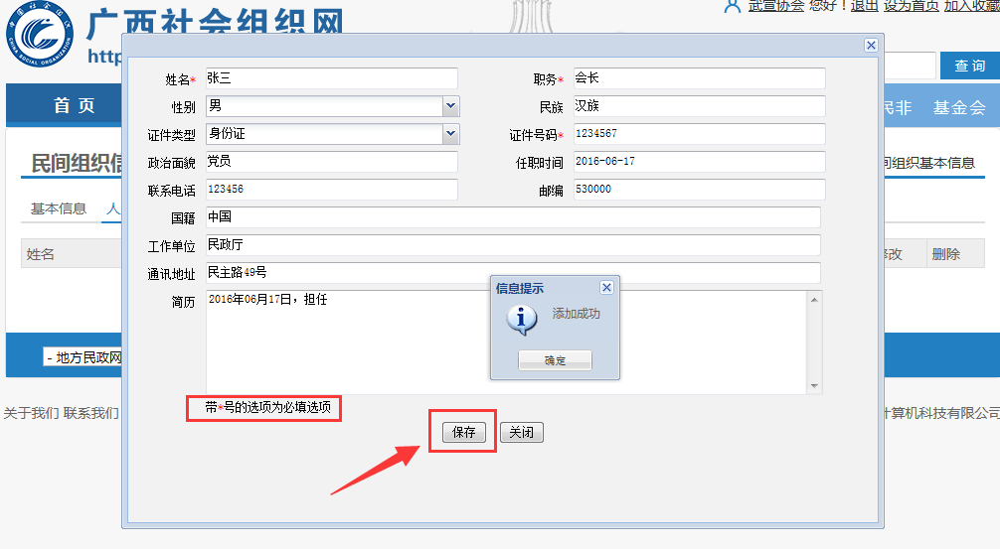 广西社会组织网
http
武宣协会 您好！退出 设为首页 加入收藏
查 询
首 页
民非 基金会
民间组织信
间组织基本信息
基本信息 人
姓名
修改 删除
姓名* 张三
职务* 会长
性别 男
民族 汉族
证件类型 身份证
证件号码* 1234567
政治面貌 党员
任职时间 2016-06-17
联系电话 123456
邮编 530000
国籍 中国
工作单位 民政厅
通讯地址 民主路49号
简历 2016年06月17日，担任
信息提示
添加成功
确定
带*号的选项为必填选项
保存 关闭
- 地方民政网
关于我们 联系我们
计算机科技有限公司